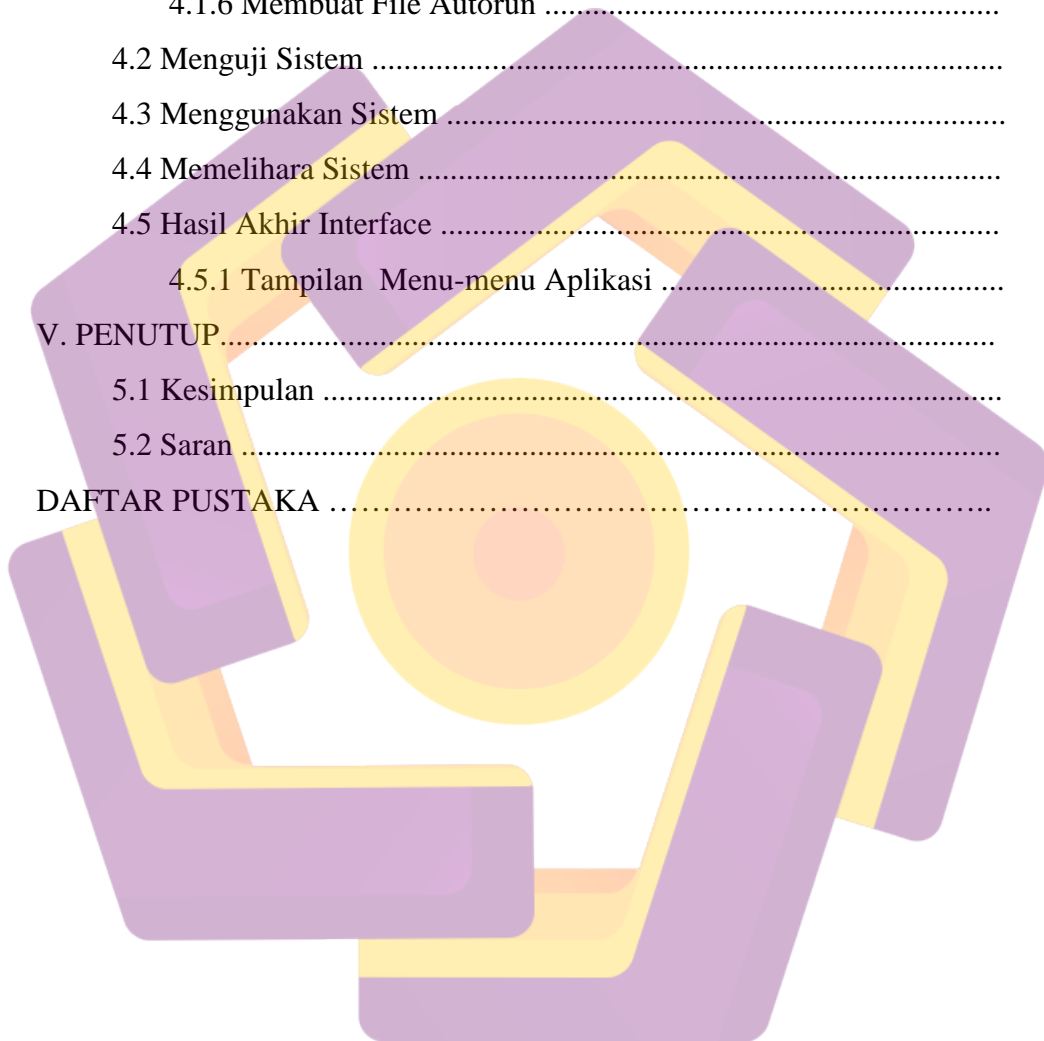 4.1.6 Membuat File Autorun .........................................................
4.2 Menguji Sistem ................................................................................
4.3 Menggunakan Sistem .......................................................................
4.4 Memelihara Sistem ..........................................................................
4.5 Hasil Akhir Interface .......................................................................
4.5.1 Tampilan  Menu-menu Aplikasi ............................................
V. PENUTUP..................................................................................................
5.1 Kesimpulan ......................................................................................
5.2 Saran ................................................................................................
DAFTAR PUSTAKA …………………………………………………………..